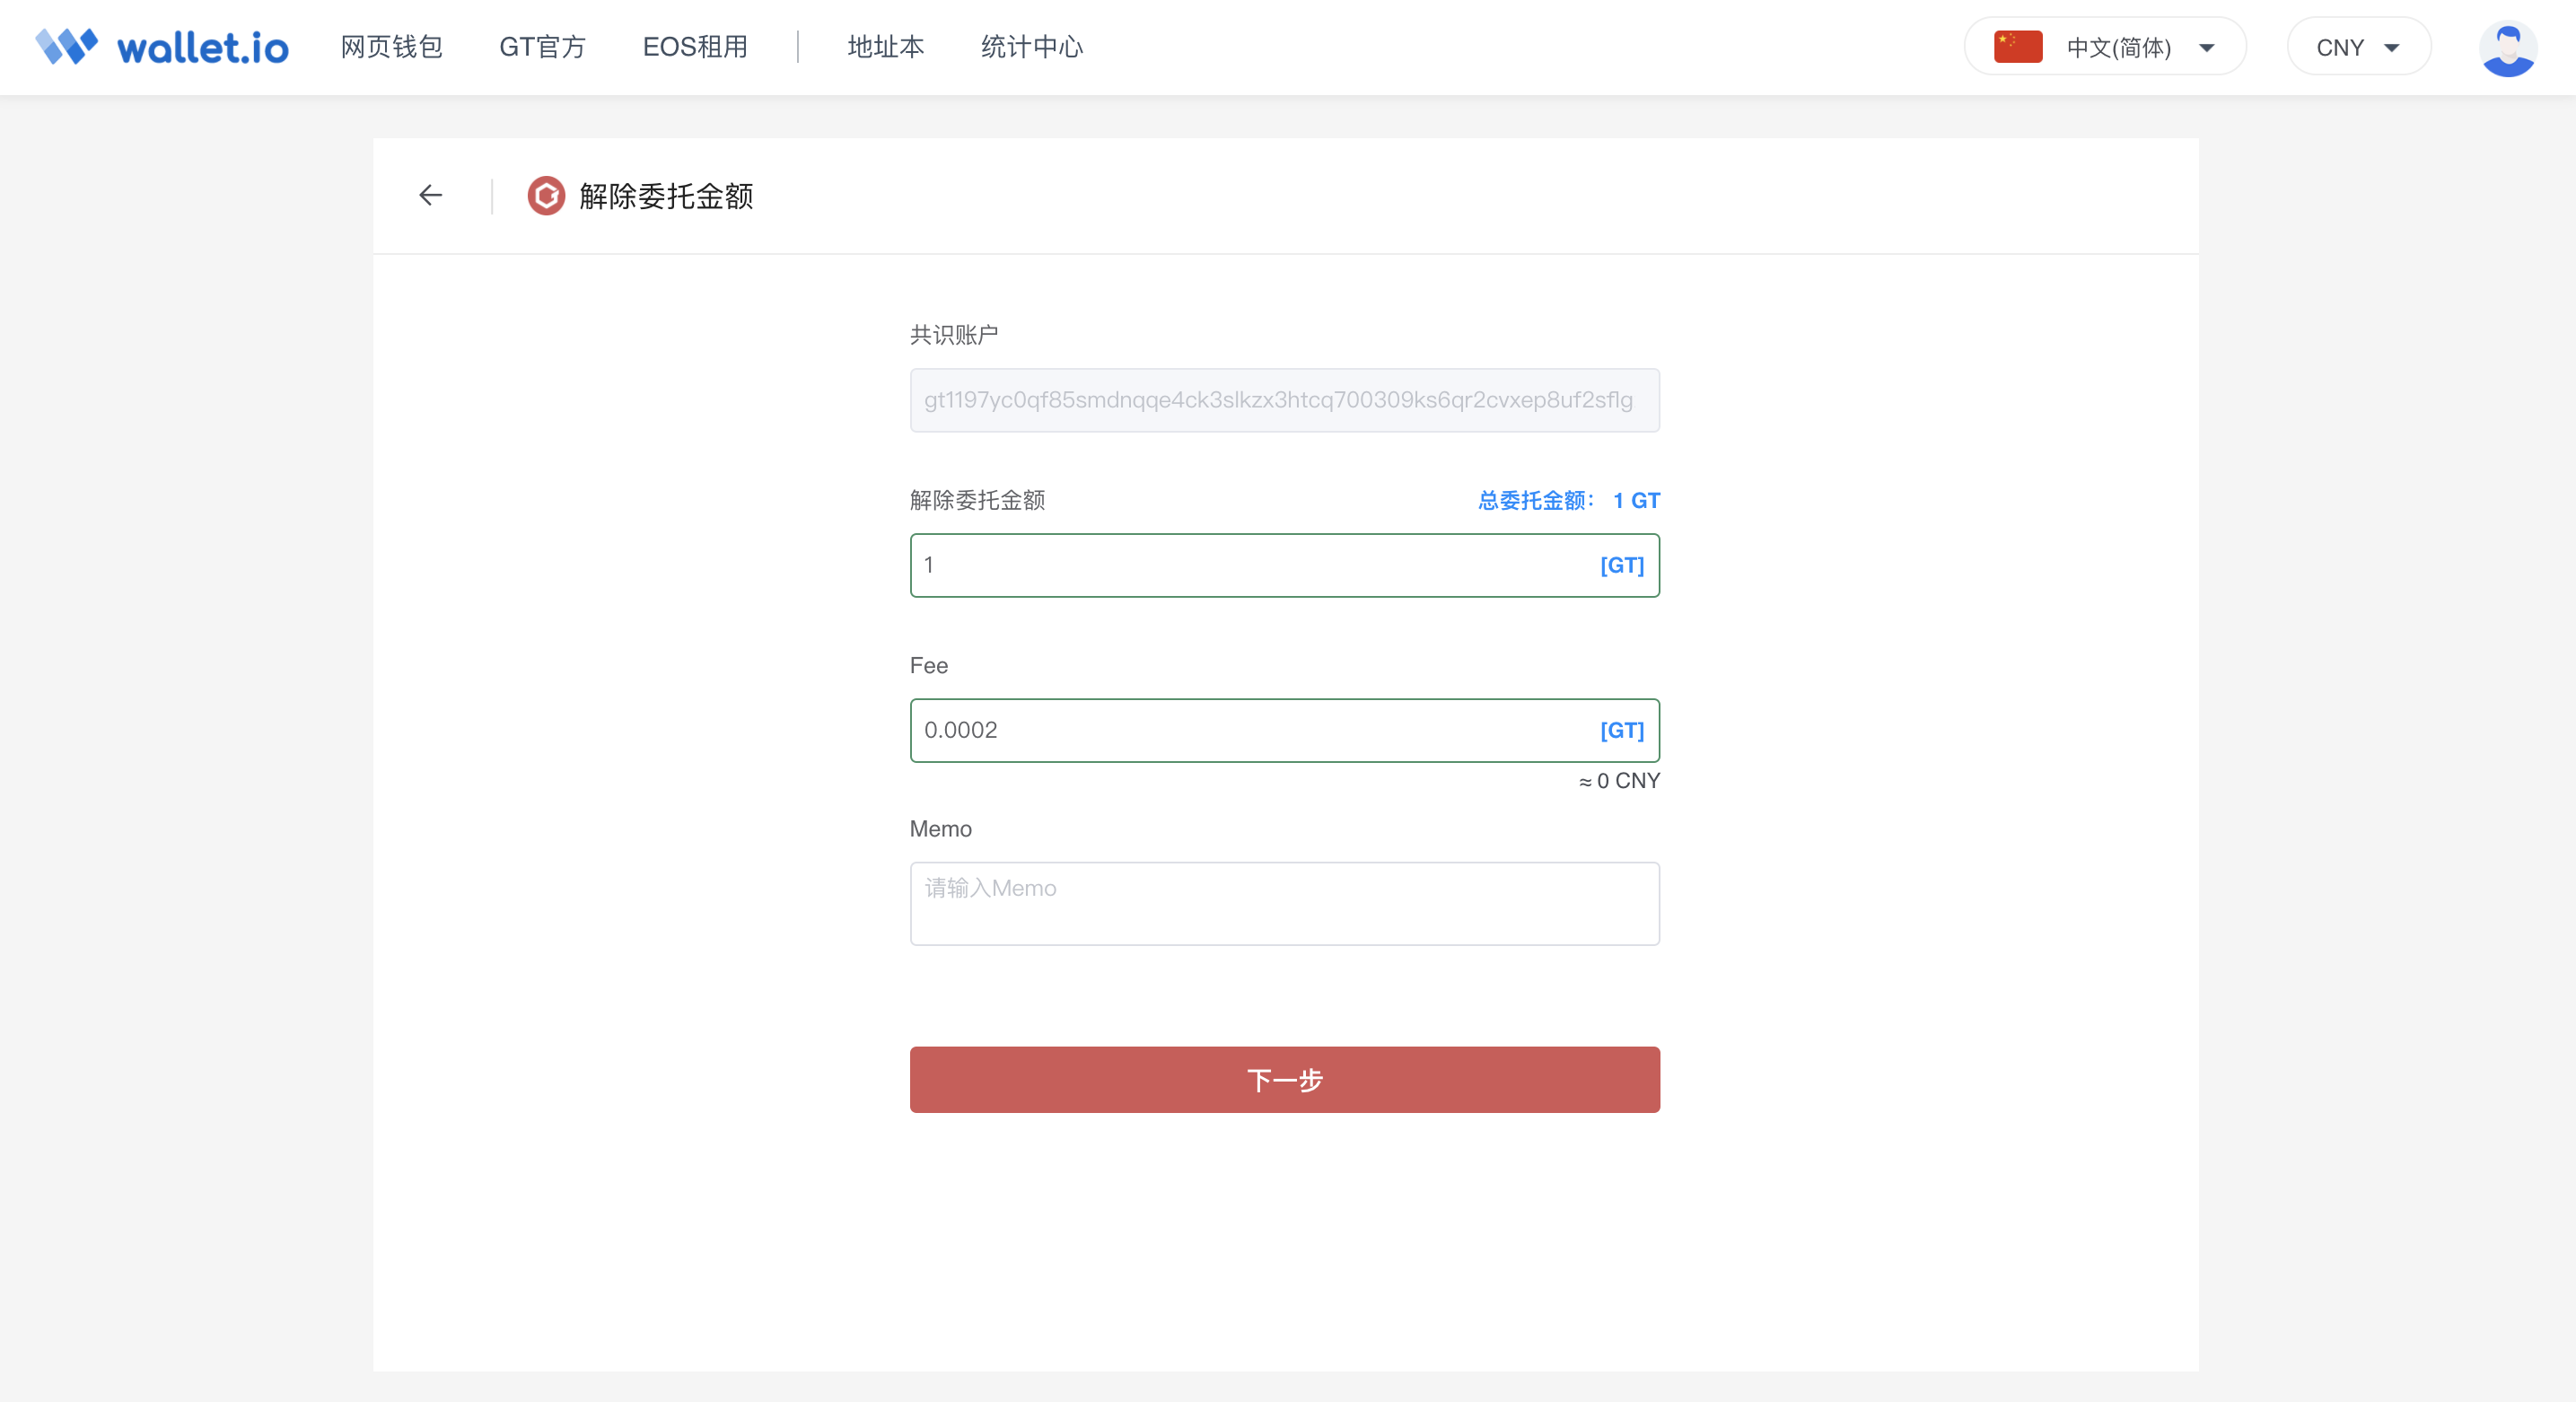 wallet.io 网页钱包 GT官方 EOS租用 地址本 统计中心 中文(简体) CNY
解除委托金额
共识账户
gt1197yc0qf85smdnqqe4ck3slkzx3htcq700309ks6qr2cvxep8uf2sflg
解除委托金额 总委托金额： 1 GT
1 [GT]
Fee
0.0002 [GT]
≈ 0 CNY
Memo
请输入Memo
下一步